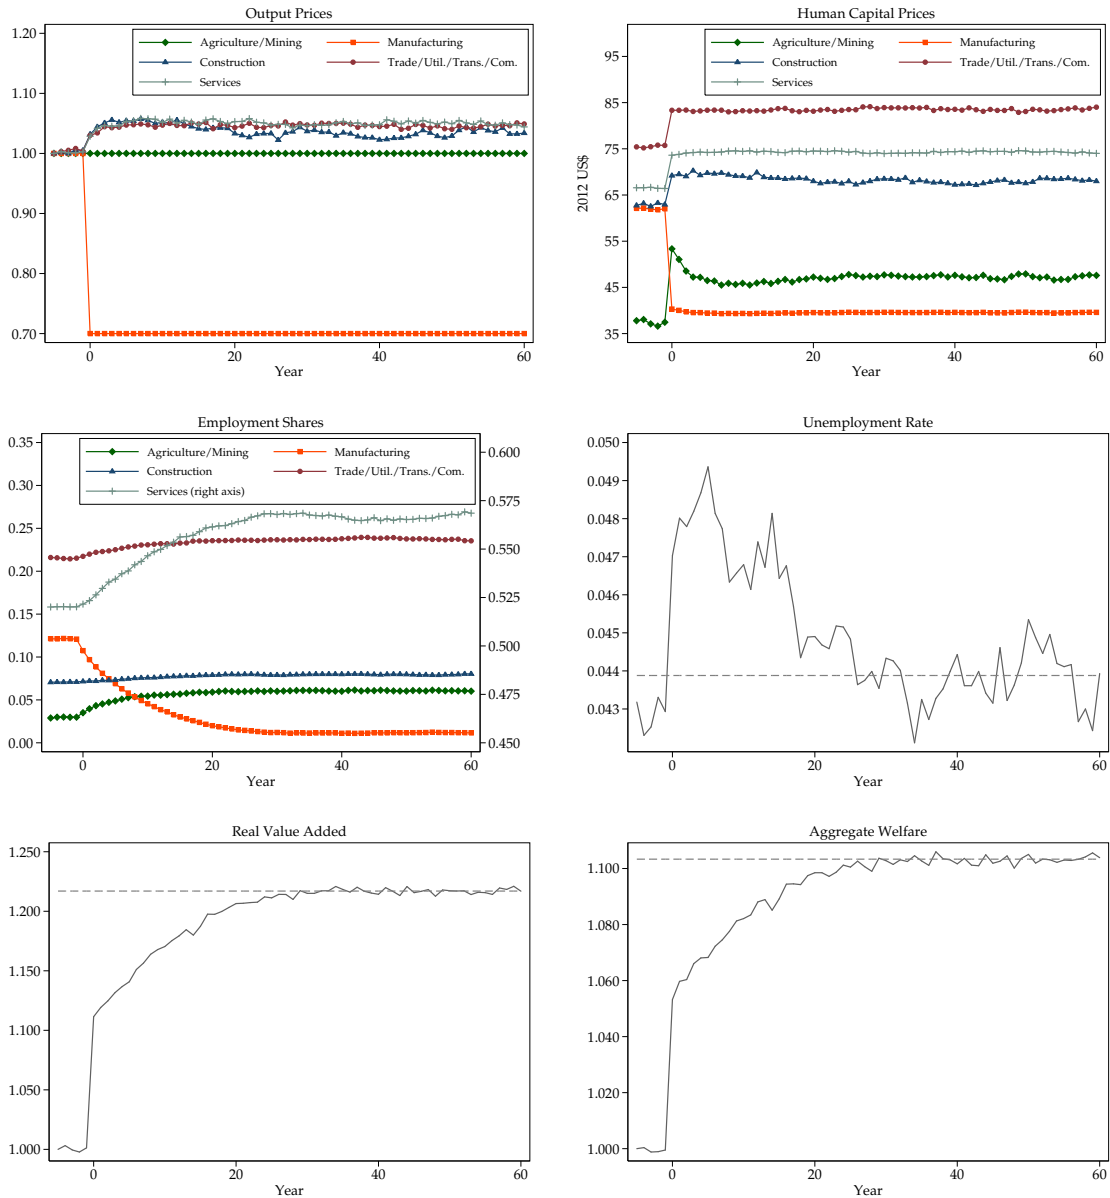 Output Prices
1.20
1.10
1.00
0.90
0.80
0.70
Agriculture/Mining
Manufacturing
Construction
Trade/Util./Trans./Com.
Services
0
20
40
60
Year
Human Capital Prices
95
85
75
65
55
45
35
2012 US$
Agriculture/Mining
Manufacturing
Construction
Trade/Util./Trans./Com.
Services
0
20
40
60
Year
Employment Shares
0.35
0.30
0.25
0.20
0.15
0.10
0.05
0.00
Agriculture/Mining
Manufacturing
Construction
Trade/Util./Trans./Com.
Services (right axis)
0.600
0.575
0.550
0.525
0.500
0.475
0.450
0
20
40
60
Year
Unemployment Rate
0.050
0.049
0.048
0.047
0.046
0.045
0.044
0.043
0
20
40
60
Year
Real Value Added
1.250
1.200
1.150
1.100
1.050
1.000
0
20
40
60
Year
Aggregate Welfare
1.100
1.080
1.060
1.040
1.020
1.000
0
20
40
60
Year